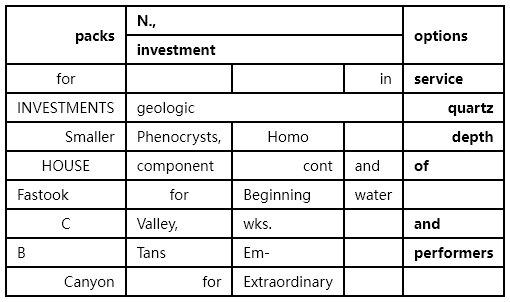 packs N., options
investment
for in service
INVESTMENTS geologic quartz
Smaller Phenocrysts, Homo depth
HOUSE component cont and of
Fastook for Beginning water
C Valley, wks. and
B Tans Em- performers
Canyon for Extraordinary